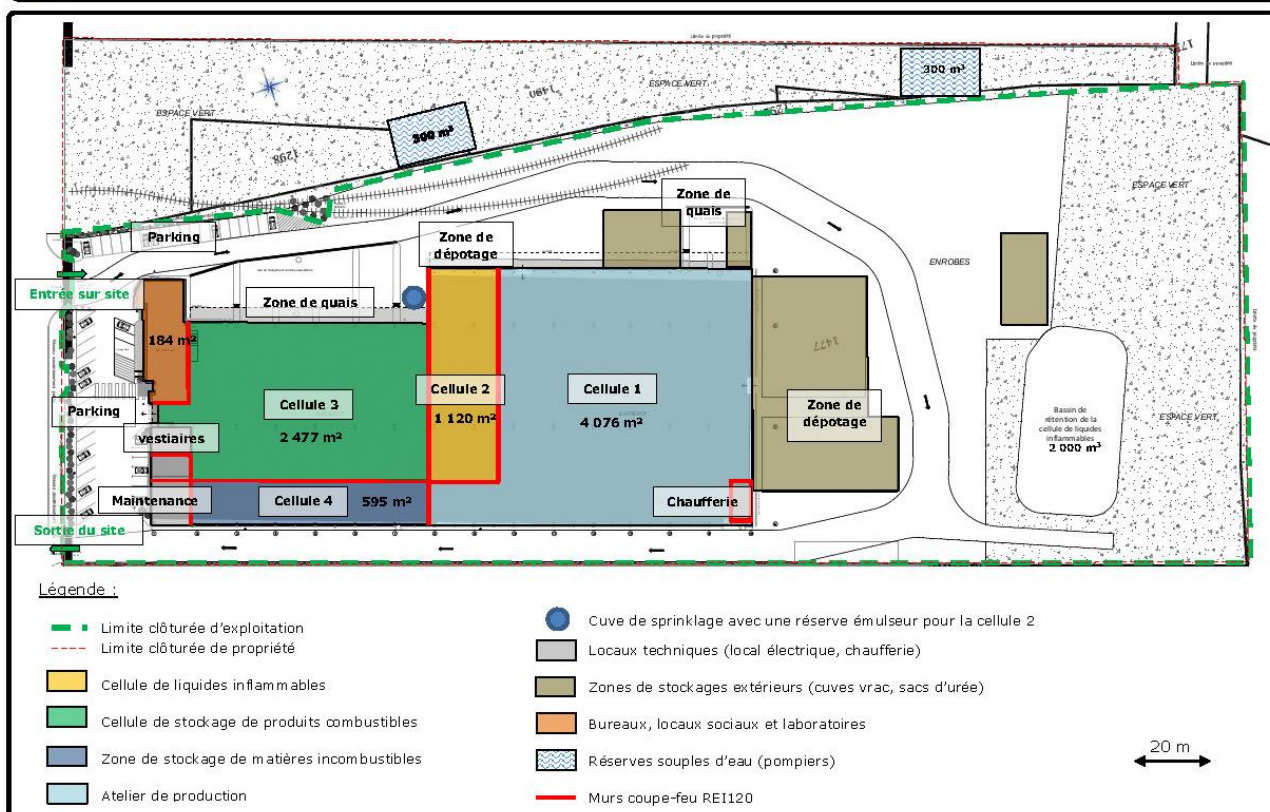 Limite de propriété
300 m³
ESPACE VERT
ESPACE VERT
300 m³
ESPACE VERT
Zone de
quais
Parking
Zone de
dépotage
ENROBES
Entrée sur site
Zone de quais
184 m²
1477
Cellule 3
2 477 m²
Cellule 2
1 120 m²
Cellule 1
4 076 m²
Zone de
dépotage
Parking
vestiaires
Bassin de
rétention de la
cellule de liquides
inflammables
2 000 m³
ESPACE VERT
Maintenance
Cellule 4
595 m²
Chaufferie
Sortie du site
Légende :
Limite clôturée d'exploitation
Limite clôturée de propriété
Cellule de liquides inflammables
Cellule de stockage de produits combustibles
Zone de stockage de matières incombustibles
Atelier de production
Cuve de sprinklage avec une réserve émulseur pour la cellule 2
Locaux techniques (local électrique, chaufferie)
Zones de stockages extérieurs (cuves vrac, sacs d'urée)
Bureaux, locaux sociaux et laboratoires
Réserves souples d'eau (pompiers)
Murs coupe-feu REI120
20 m